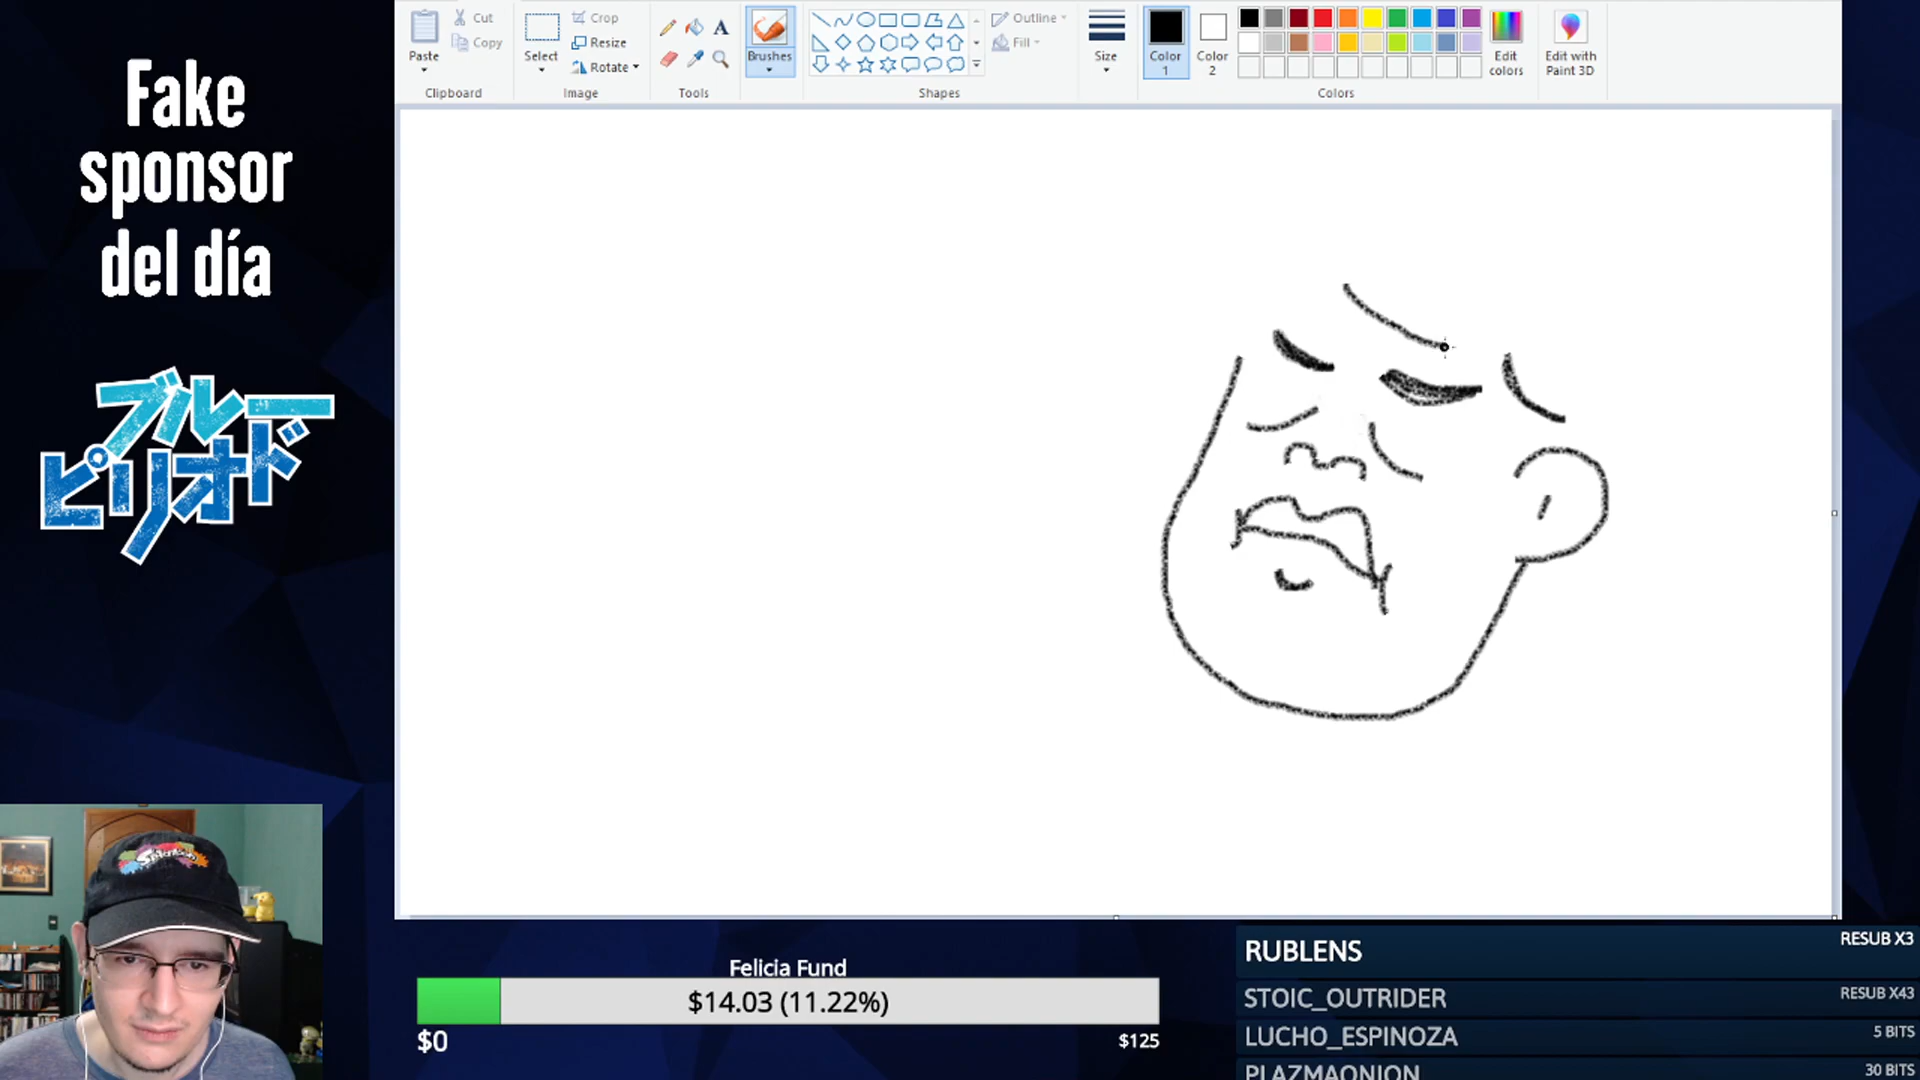 Fake
sponsor
del día
ブルー
ピリオド
Cut
Copy
Paste
Clipboard
Crop
Resize
Rotate
Select
Image
A
Tools
Brushes
Shapes
Outline
Fill
Size
Color
1
Color
2
Colors
Edit
colors
Edit with
Paint 3D
Felicia Fund
$14.03 (11.22%)
$0
$125
RUBLENS
RESUB X3
STOIC_OUTRIDER
RESUB X43
LUCHO_ESPINOZA
5 BITS
PLAZMAONION
30 BITS